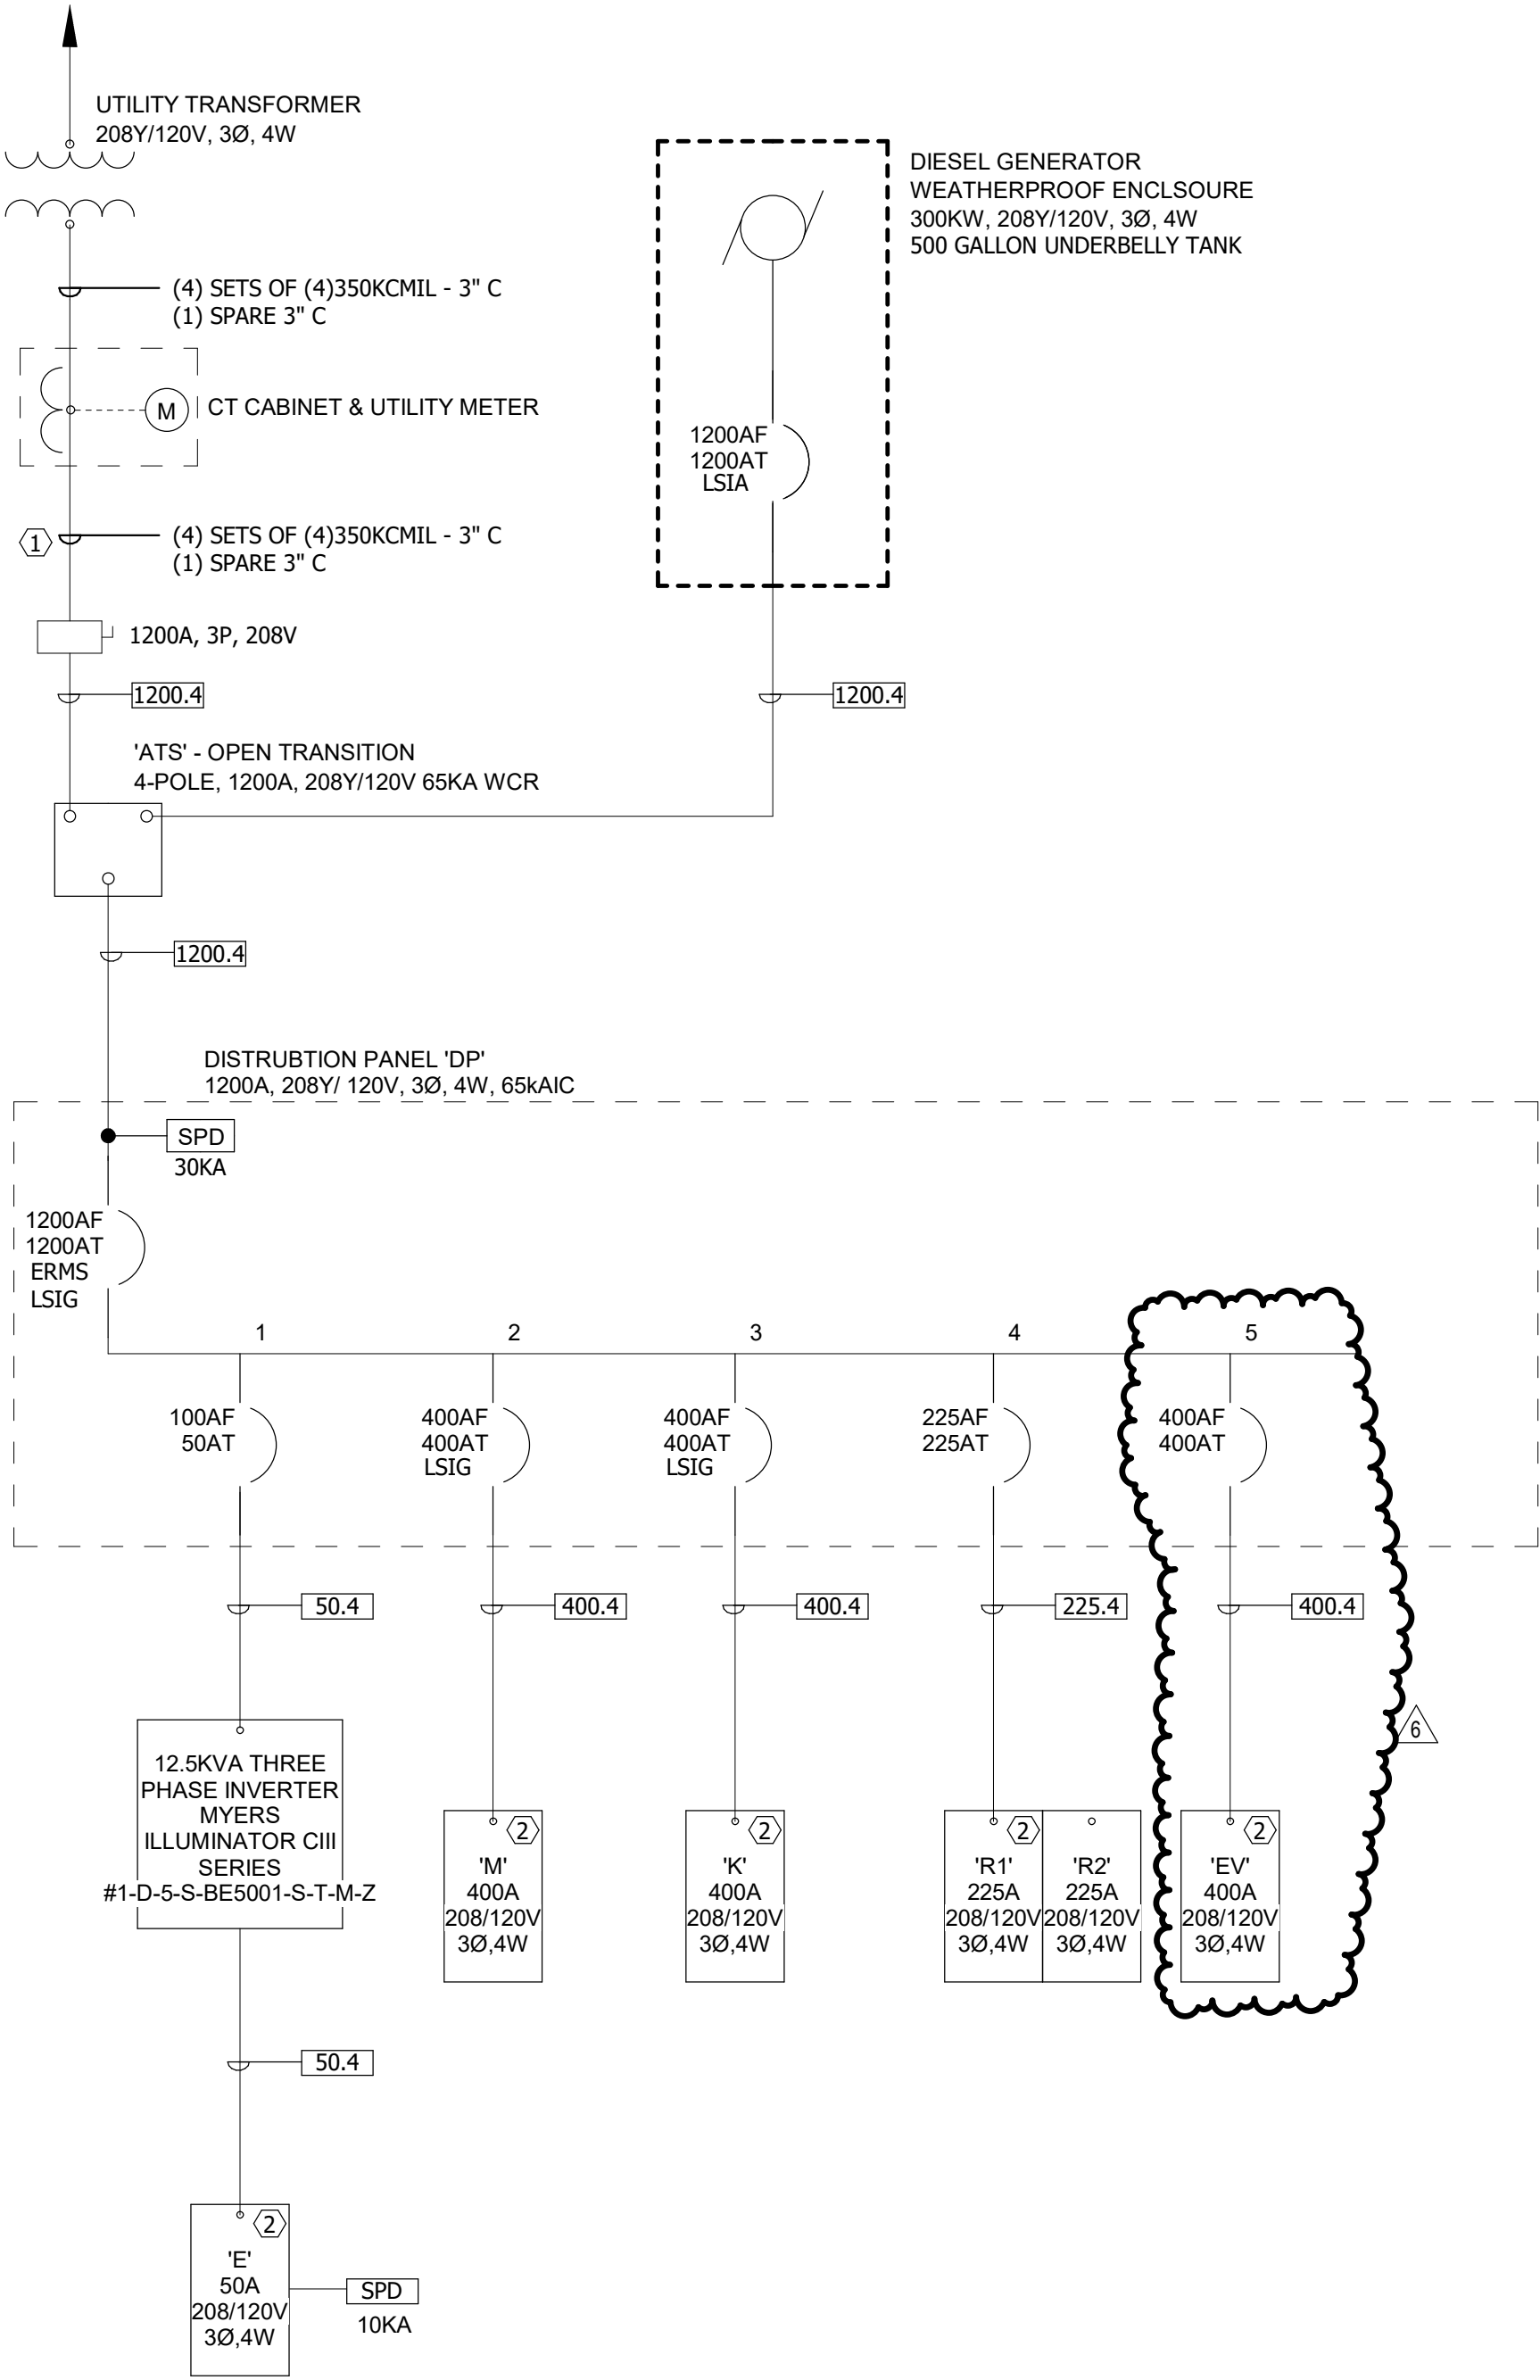 UTILITY TRANSFORMER
208Y/120V, 3Ø, 4W
DIESEL GENERATOR
WEATHERPROOF ENCLSOURE
300KW, 208Y/120V, 3Ø, 4W
500 GALLON UNDERBELLY TANK
(4) SETS OF (4)350KCMIL - 3" C
(1) SPARE 3" C
M
CT CABINET & UTILITY METER
1200AF
1200AT
LSIA
1
(4) SETS OF (4)350KCMIL - 3" C
(1) SPARE 3" C
1200A, 3P, 208V
1200.4
1200.4
'ATS' - OPEN TRANSITION
4-POLE, 1200A, 208Y/120V 65KA WCR
1200.4
DISTRUBTION PANEL 'DP'
1200A, 208Y/ 120V, 3Ø, 4W, 65kAIC
SPD
30KA
1200AF
1200AT
ERMS
LSIG
1
2
3
4
5
100AF
50AT
400AF
400AT
LSIG
400AF
400AT
LSIG
225AF
225AT
400AF
400AT
50.4
400.4
400.4
225.4
400.4
6
12.5KVA THREE
PHASE INVERTER
MYERS
ILLUMINATOR CIII
SERIES
#1-D-5-S-BE5001-S-T-M-Z
2
'M'
400A
208/120V
3Ø,4W
2
'K'
400A
208/120V
3Ø,4W
2
'R1'
225A
208/120V
3Ø,4W
'R2'
225A
208/120V
3Ø,4W
2
'EV'
400A
208/120V
3Ø,4W
50.4
2
'E'
50A
208/120V
3Ø,4W
SPD
10KA